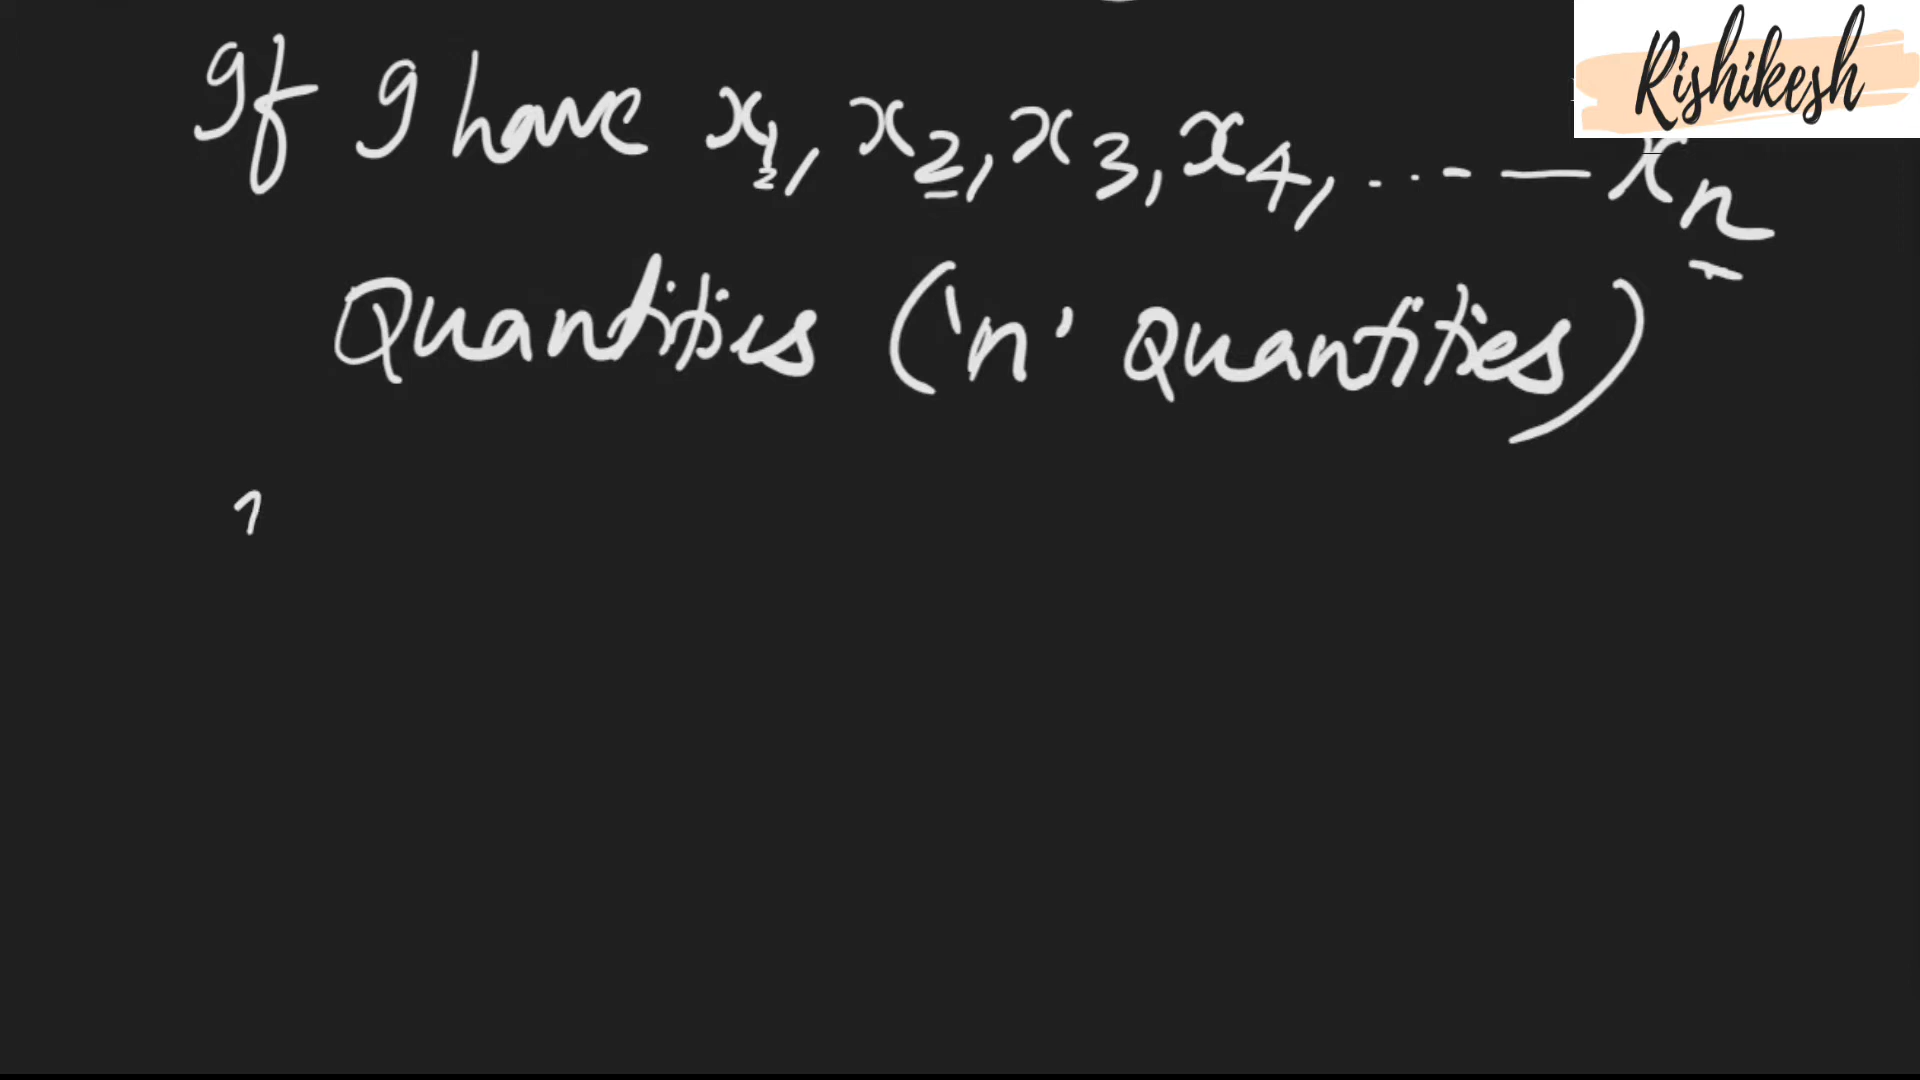 Rishikesh
If I have x₁, x₂, x₃, x₄, ....— xₙ
Quantities ('n' Quantities)